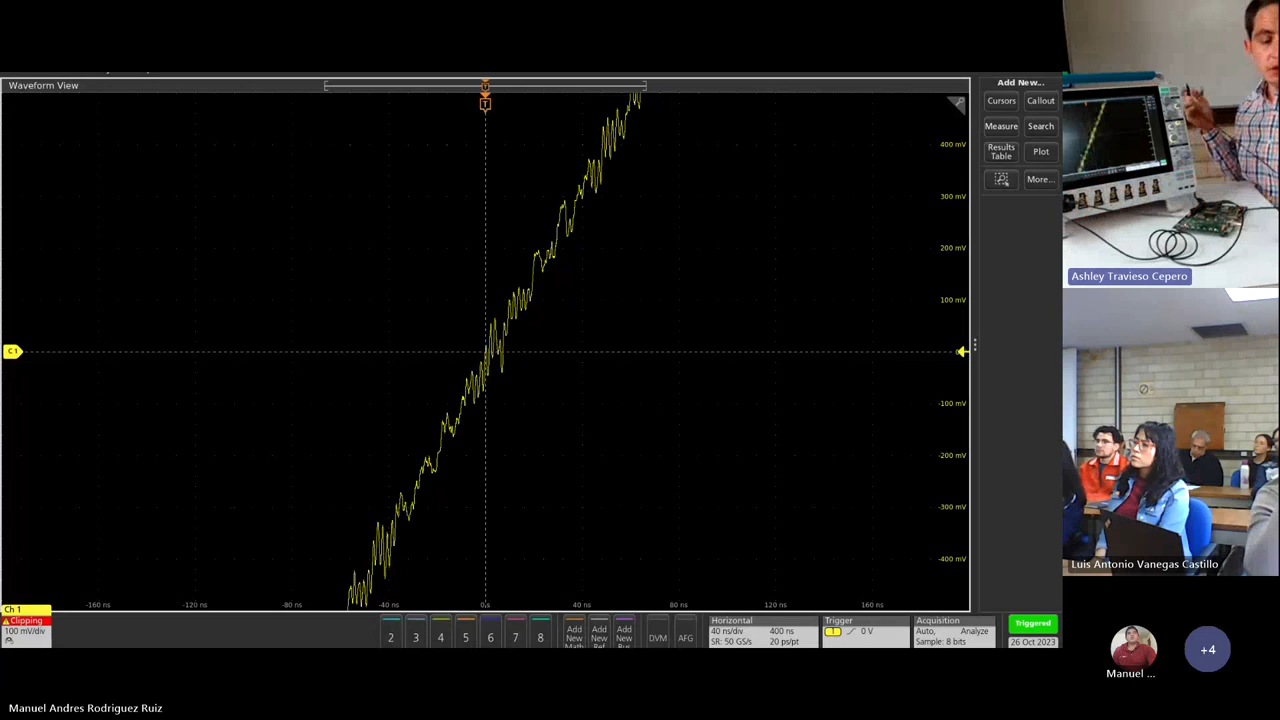 Waveform View
T
T
Add New...
Cursors
Callout
Measure
Search
Results
Table
Plot
More...
400 mV
300 mV
200 mV
100 mV
C 1
-100 mV
-200 mV
-300 mV
-400 mV
-160 ns
-120 ns
-80 ns
-40 ns
0s
40 ns
80 ns
120 ns
160 ns
Ch 1
Clipping
100 mV/div
2
3
4
5
6
7
8
Add
New
Math
Add
New
Ref
Add
New
Bus
DVM
AFG
Horizontal
40 ns/div 400 ns
SR: 50 GS/s 20 ps/pt
Trigger
1 0 V
Acquisition
Auto, Analyze
Sample: 8 bits
Triggered
26 Oct 2023
Ashley Travieso Cepero
Luis Antonio Vanegas Castillo
Manuel ...
+4
Manuel Andres Rodriguez Ruiz